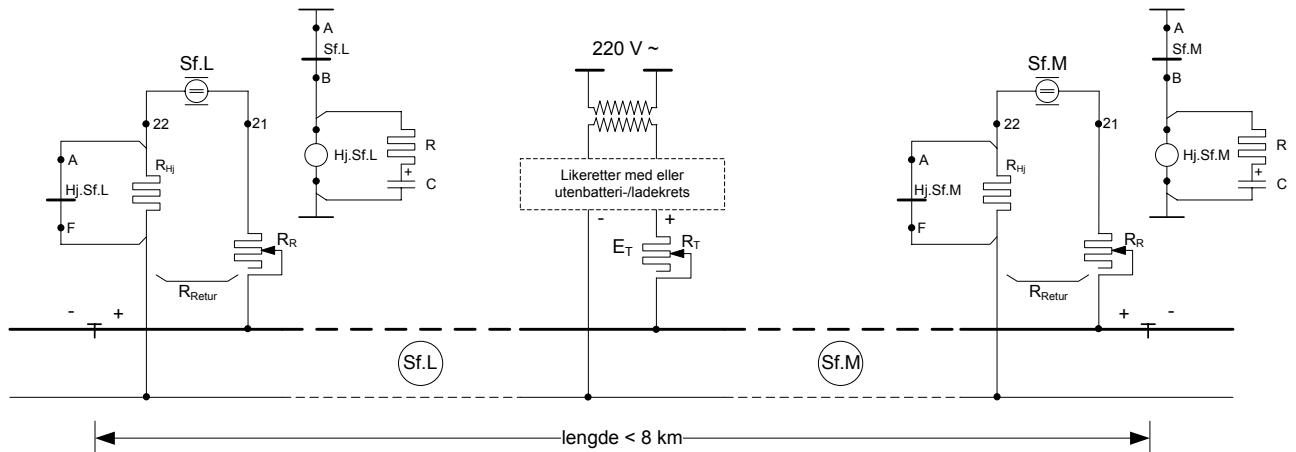 A
Sf.L
B
Sf.L
22
21
A
R_Hj
Hj.Sf.L
F
Hj.Sf.L
R
+
C
R_R
R_Retur
- +
220 V ~
Likeretter med eller
utenbatteri-/ladekrets
- +
E_T
R_T
A
Sf.M
B
Sf.M
22
21
A
R_Hj
Hj.Sf.M
F
Hj.Sf.M
R
+
C
R_R
R_Retur
+ -
Sf.L
Sf.M
lengde < 8 km